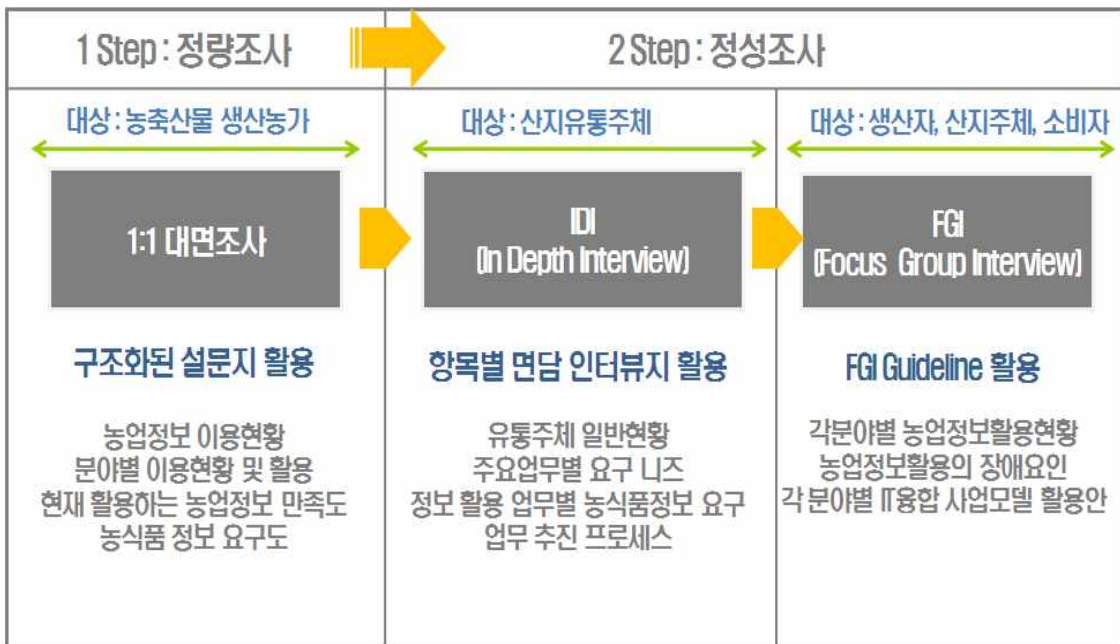 1 Step : 정량조사
2 Step : 정성조사
대상 : 농축산물 생산농가
1:1 대면조사
구조화된 설문지 활용
농업정보 이용현황
분야별 이용현황 및 활용
현재 활용하는 농업정보 만족도
농식품 정보 요구도
대상 : 산지유통주체
IDI
(In Depth Interview)
항목별 면담 인터뷰지 활용
유통주체 일반현황
주요업무별 요구 니즈
정보 활용 업무별 농식품정보 요구
업무 추진 프로세스
대상 : 생산자, 산지주체, 소비자
FGI
(Focus Group Interview)
FGI Guideline 활용
각분야별 농업정보활용현황
농업정보활용의 장애요인
각 분야별 IT융합 사업모델 활용안